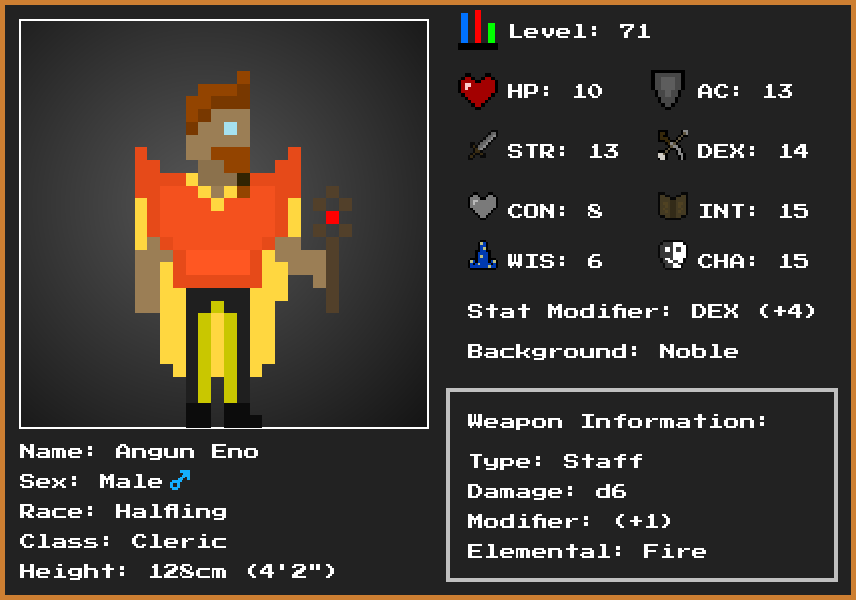 Level: 71
HP: 10 AC: 13
STR: 13 DEX: 14
CON: 8 INT: 15
WIS: 6 CHA: 15
Stat Modifier: DEX (+4)
Background: Noble
Weapon Information:
Type: Staff
Damage: d6
Modifier: (+1)
Elemental: Fire
Name: Angun Eno
Sex: Male ♂
Race: Halfling
Class: Cleric
Height: 128cm (4'2")